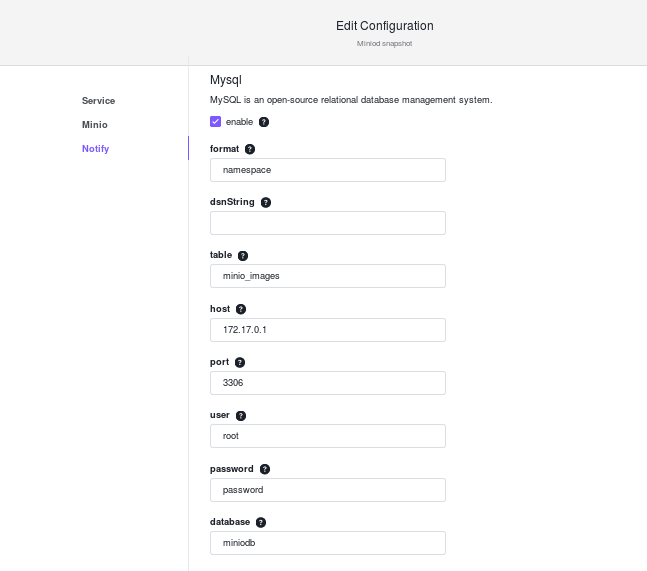 Edit Configuration
Miniod snapshot
Service
Minio
Notify
Mysql
MySQL is an open-source relational database management system.
enable ?
format ?
namespace
dsnString ?
table ?
minio_images
host ?
172.17.0.1
port ?
3306
user ?
root
password ?
password
database ?
miniodb